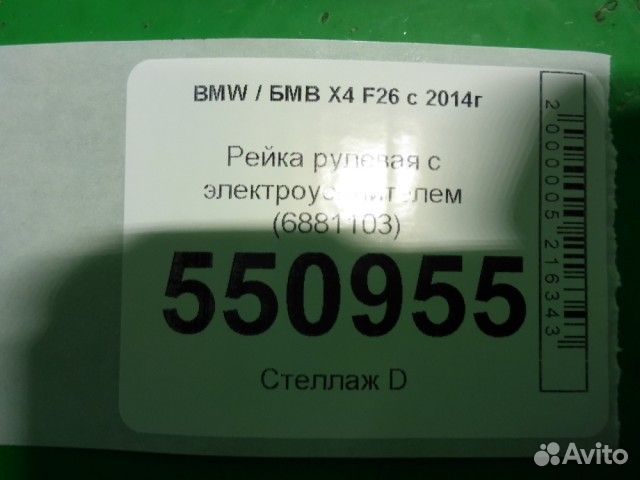 BMW / БМВ X4 F26 с 2014г
Рейка рулевая с
электроусилителем
(6881103)
550955
Стеллаж D
2000005216343
Avito